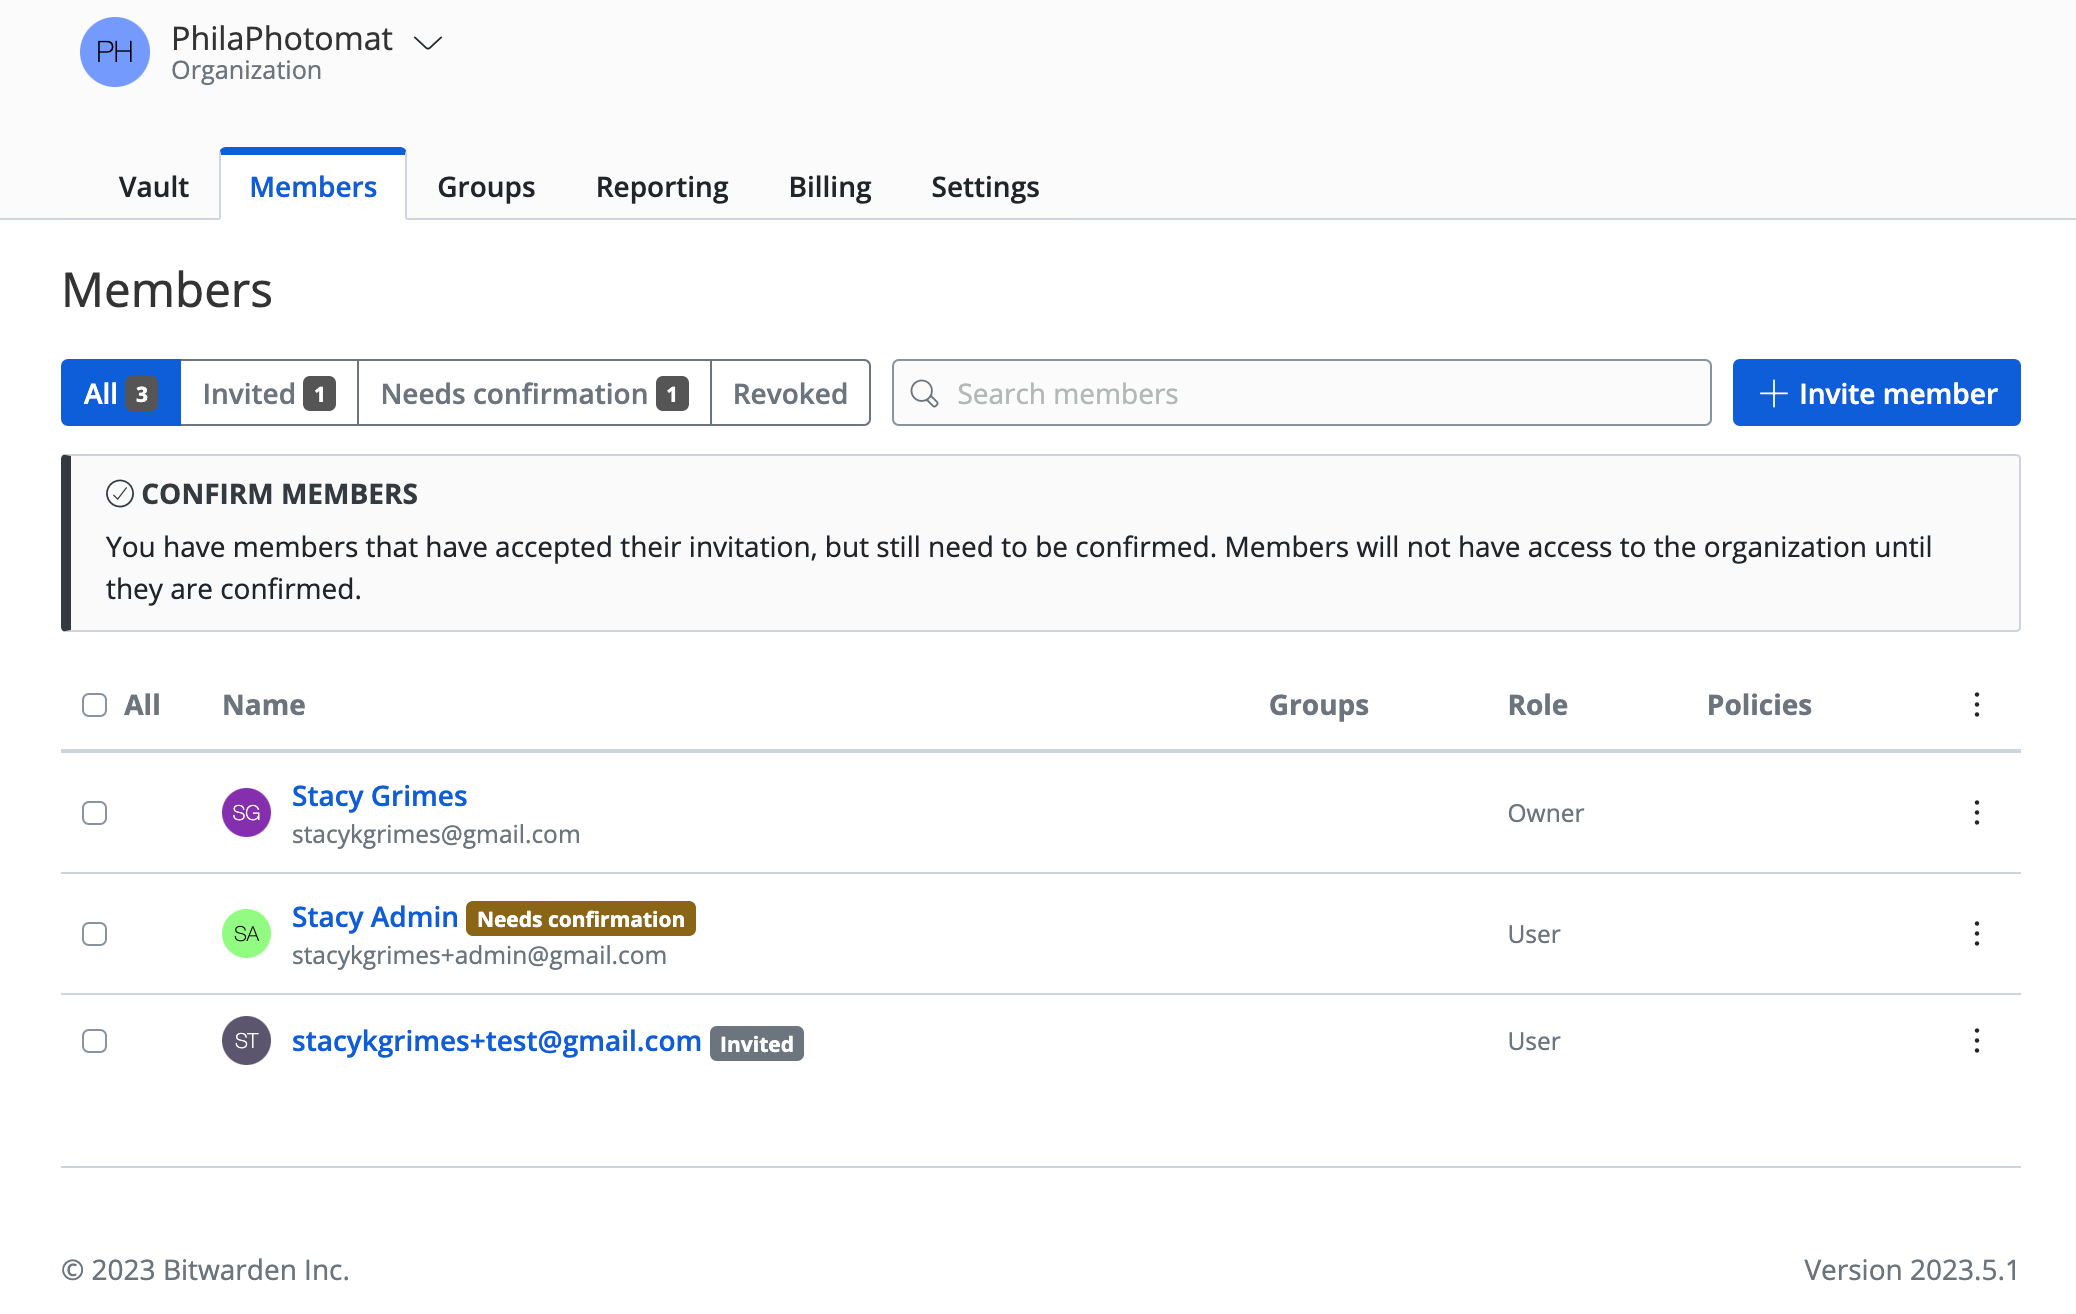 PH
PhilaPhotomat
Organization
Vault Members Groups Reporting Billing Settings
Members
All 3 Invited 1 Needs confirmation 1 Revoked Search members Invite member
CONFIRM MEMBERS
You have members that have accepted their invitation, but still need to be confirmed. Members will not have access to the organization until
they are confirmed.
All Name Groups Role Policies
SG Stacy Grimes Owner
stacykgrimes@gmail.com
SA Stacy Admin Needs confirmation User
stacykgrimes+admin@gmail.com
ST stacykgrimes+test@gmail.com Invited User
© 2023 Bitwarden Inc. Version 2023.5.1